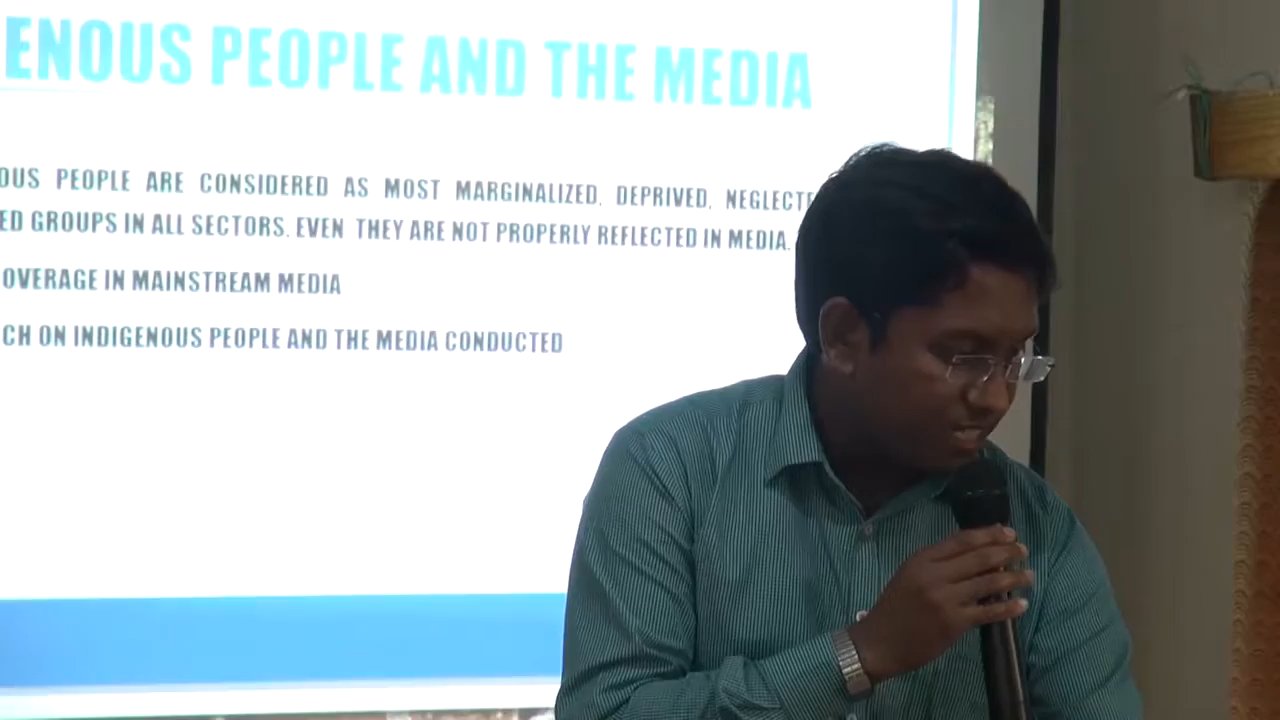 ENOUS PEOPLE AND THE MEDIA
OUS PEOPLE ARE CONSIDERED AS MOST MARGINALIZED, DEPRIVED, NEGLECTE
ED GROUPS IN ALL SECTORS. EVEN THEY ARE NOT PROPERLY REFLECTED IN MEDIA.
OVERAGE IN MAINSTREAM MEDIA
CH ON INDIGENOUS PEOPLE AND THE MEDIA CONDUCTED